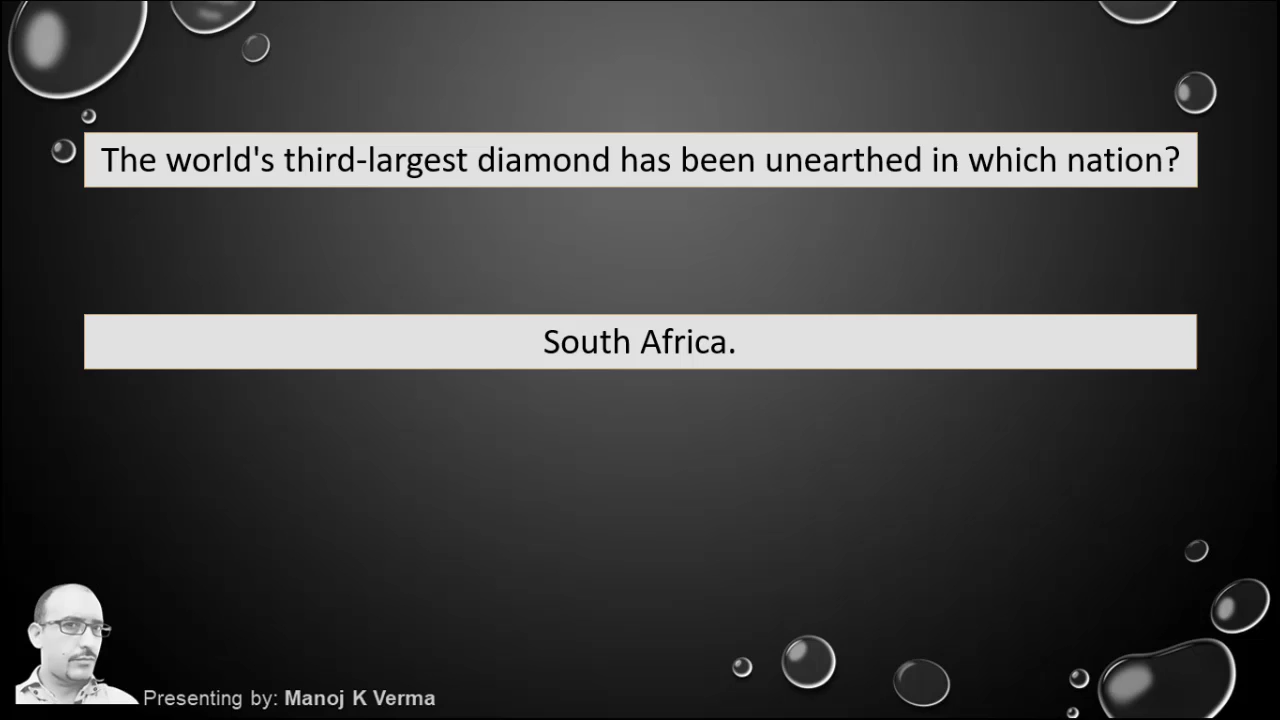 The world's third-largest diamond has been unearthed in which nation?
South Africa.
Presenting by: Manoj K Verma